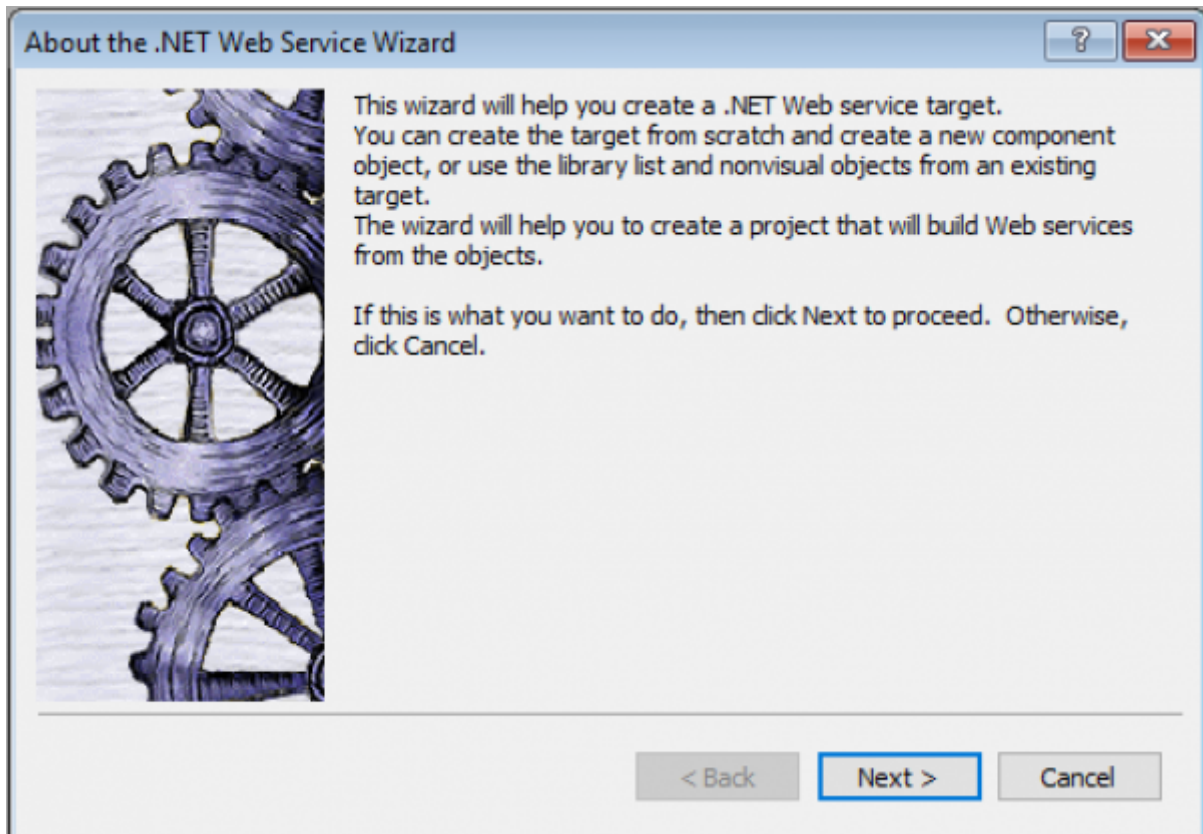 About the .NET Web Service Wizard
?
This wizard will help you create a .NET Web service target.
You can create the target from scratch and create a new component
object, or use the library list and nonvisual objects from an existing
target.
The wizard will help you to create a project that will build Web services
from the objects.
If this is what you want to do, then click Next to proceed.  Otherwise,
click Cancel.
< Back
Next >
Cancel